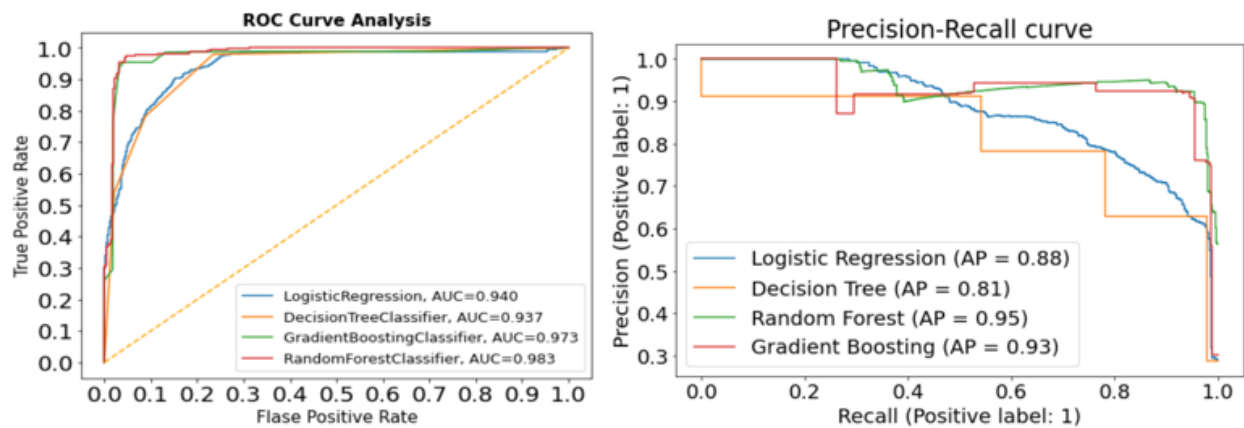 ROC Curve Analysis
1.0
0.9
0.8
0.7
0.6
0.5
0.4
0.3
0.2
0.1
0.0
True Positive Rate
LogisticRegression, AUC=0.940
DecisionTreeClassifier, AUC=0.937
GradientBoostingClassifier, AUC=0.973
RandomForestClassifier, AUC=0.983
0.0 0.1 0.2 0.3 0.4 0.5 0.6 0.7 0.8 0.9 1.0
Flase Positive Rate
Precision-Recall curve
1.0
0.9
0.8
0.7
0.6
0.5
0.4
0.3
Precision (Positive label: 1)
Logistic Regression (AP = 0.88)
Decision Tree (AP = 0.81)
Random Forest (AP = 0.95)
Gradient Boosting (AP = 0.93)
0.0 0.2 0.4 0.6 0.8 1.0
Recall (Positive label: 1)